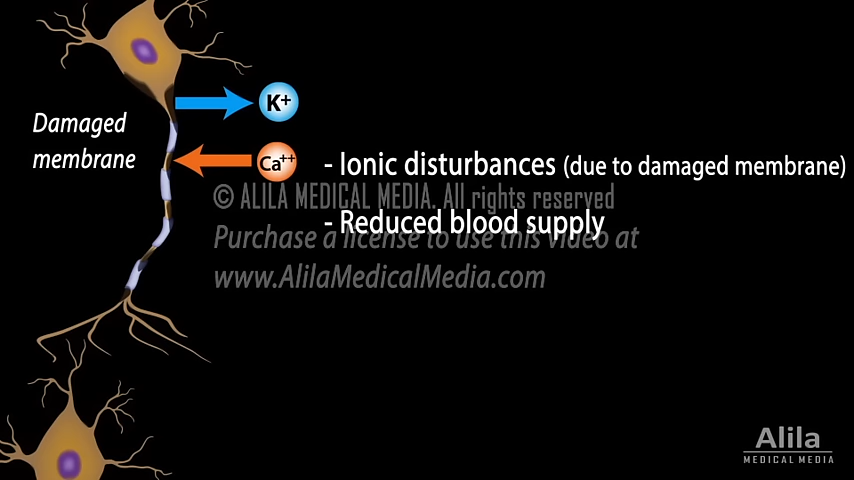 K+
Damaged
membrane
Ca++
- Ionic disturbances (due to damaged membrane)
© ALILA MEDICAL MEDIA. All rights reserved
- Reduced blood supply
Purchase a license to use this video at
www.AlilaMedicalMedia.com
Alila
MEDICAL MEDIA